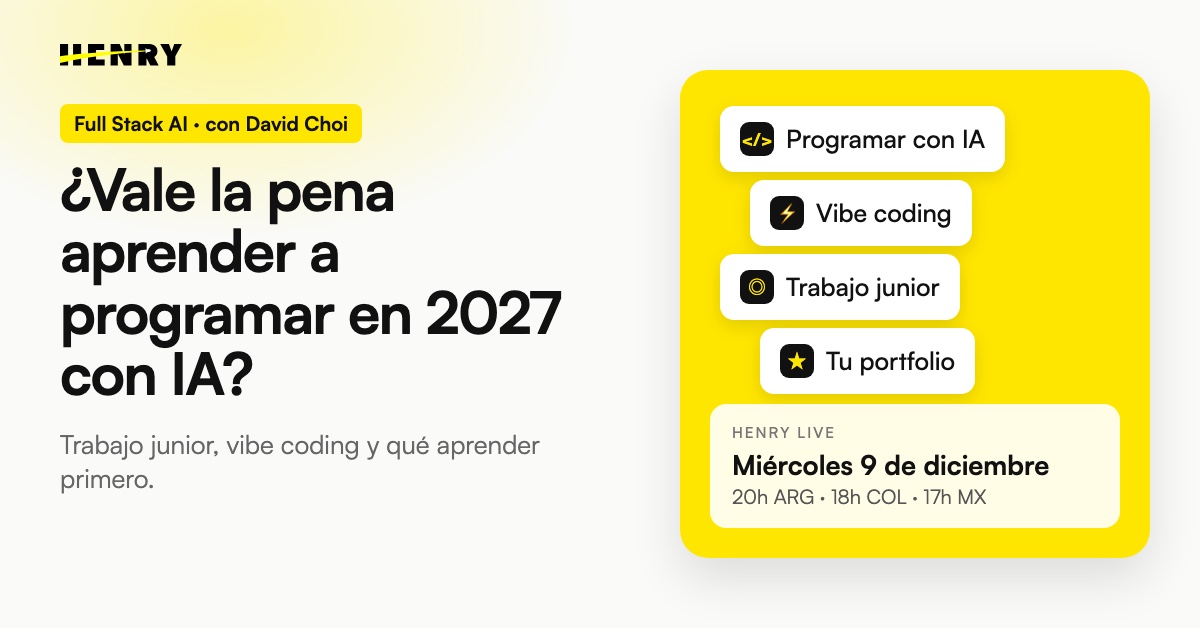 HENRY
Full Stack AI · con David Choi
¿Vale la pena
aprender a
programar en 2027
con IA?
Trabajo junior, vibe coding y qué aprender
primero.
</> Programar con IA
Vibe coding
Trabajo junior
Tu portfolio
HENRY LIVE
Miércoles 9 de diciembre
20h ARG · 18h COL · 17h MX